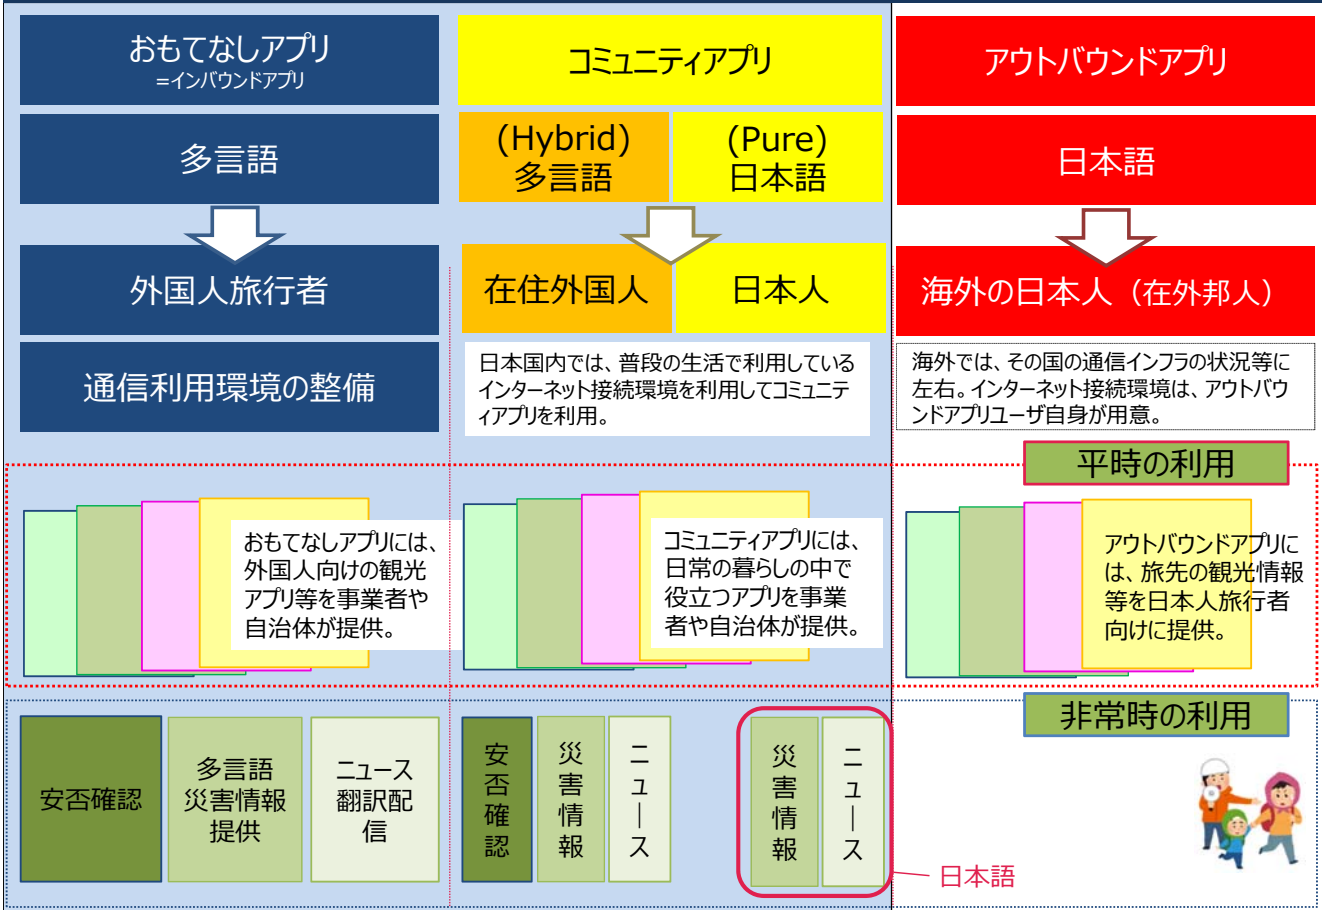 おもてなしアプリ
=インバウンドアプリ
コミュニティアプリ
アウトバウンドアプリ
多言語
(Hybrid)
多言語
(Pure)
日本語
日本語
外国人旅行者
在住外国人
日本人
海外の日本人（在外邦人）
通信利用環境の整備
日本国内では、普段の生活で利用している
インターネット接続環境を利用してコミュニテ
ィアプリを利用。
海外では、その国の通信インフラの状況等に
左右。インターネット接続環境は、アウトバウ
ンドアプリユーザ自身が用意。
平時の利用
おもてなしアプリには、
外国人向けの観光
アプリ等を事業者や
自治体が提供。
コミュニティアプリには、
日常の暮らしの中で
役立つアプリを事業
者や自治体が提供。
アウトバウンドアプリに
は、旅先の観光情報
等を日本人旅行者
向けに提供。
非常時の利用
安否確認
多言語
災害情報
提供
ニュース
翻訳配
信
安否確認
災害情報
ニュース
災害情報
ニュース
日本語